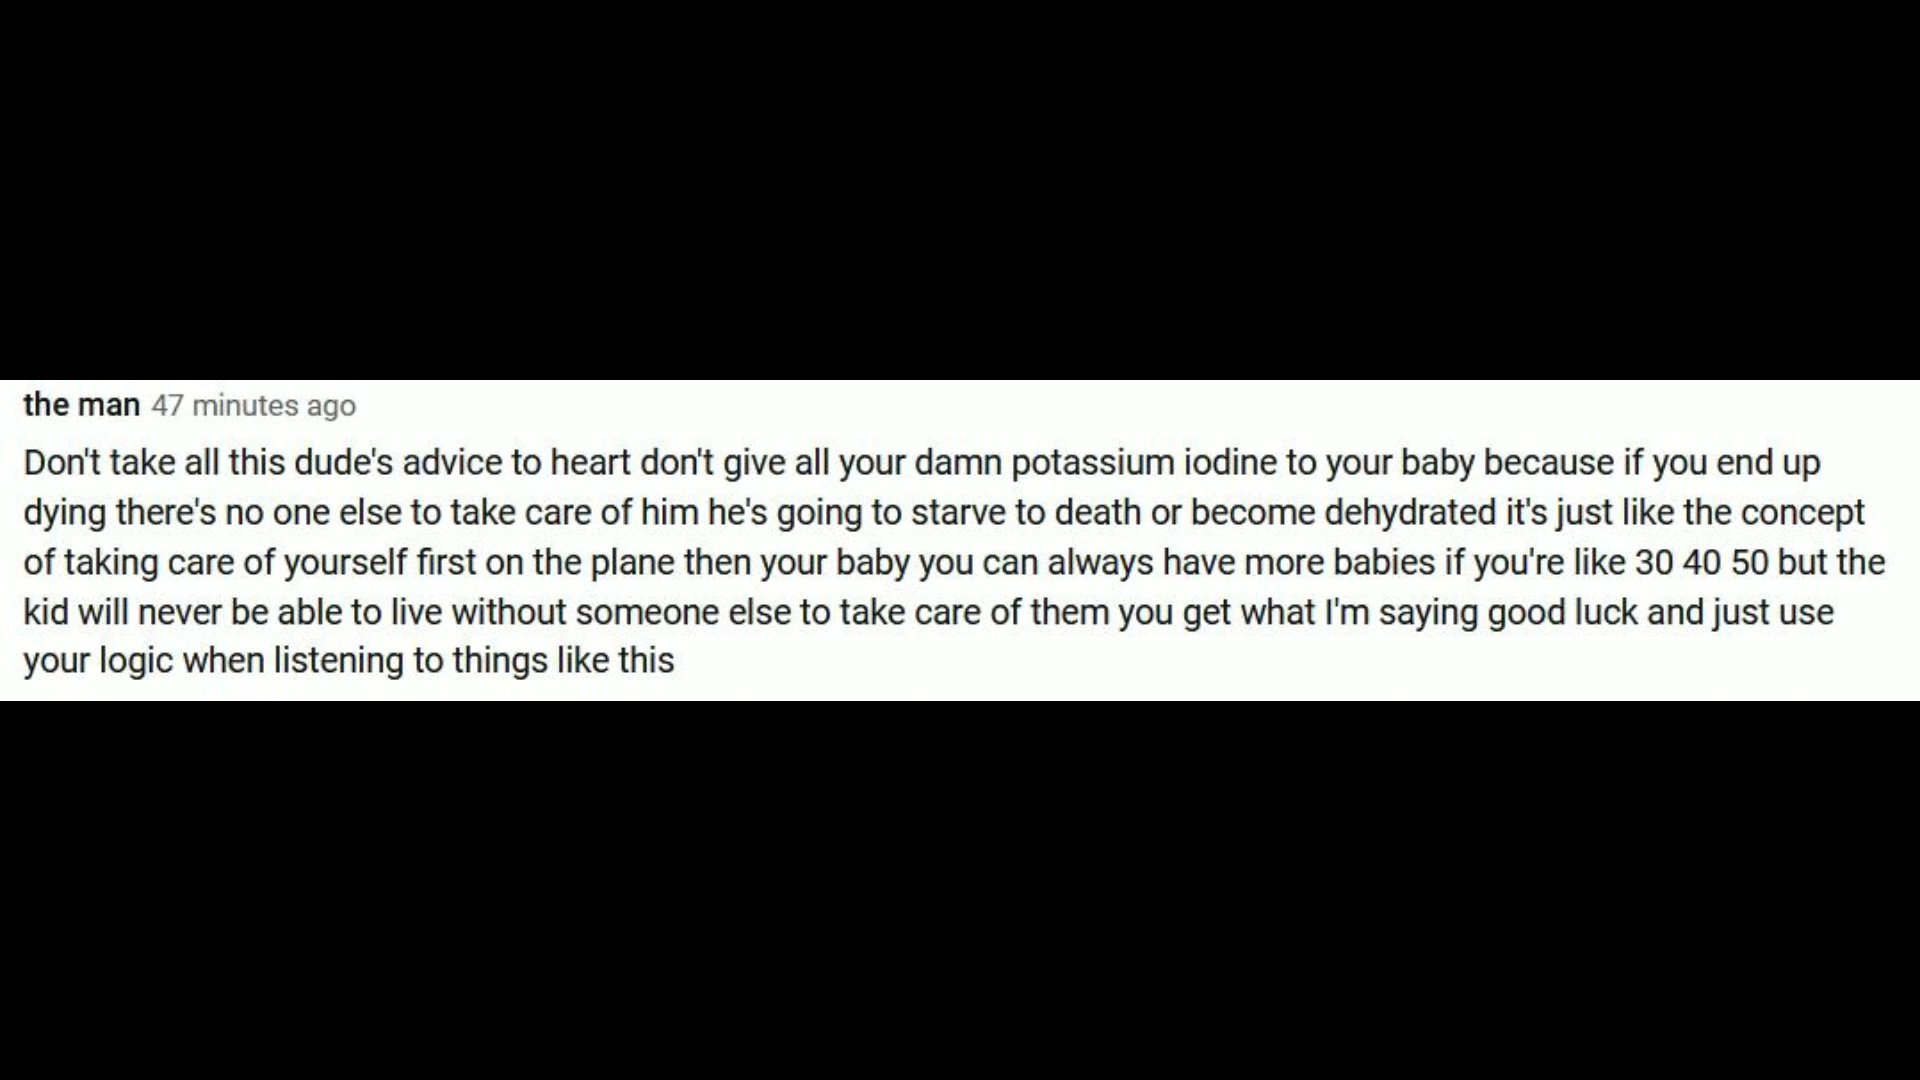 the man 47 minutes ago
Don't take all this dude's advice to heart don't give all your damn potassium iodine to your baby because if you end up
dying there's no one else to take care of him he's going to starve to death or become dehydrated it's just like the concept
of taking care of yourself first on the plane then your baby you can always have more babies if you're like 30 40 50 but the
kid will never be able to live without someone else to take care of them you get what I'm saying good luck and just use
your logic when listening to things like this